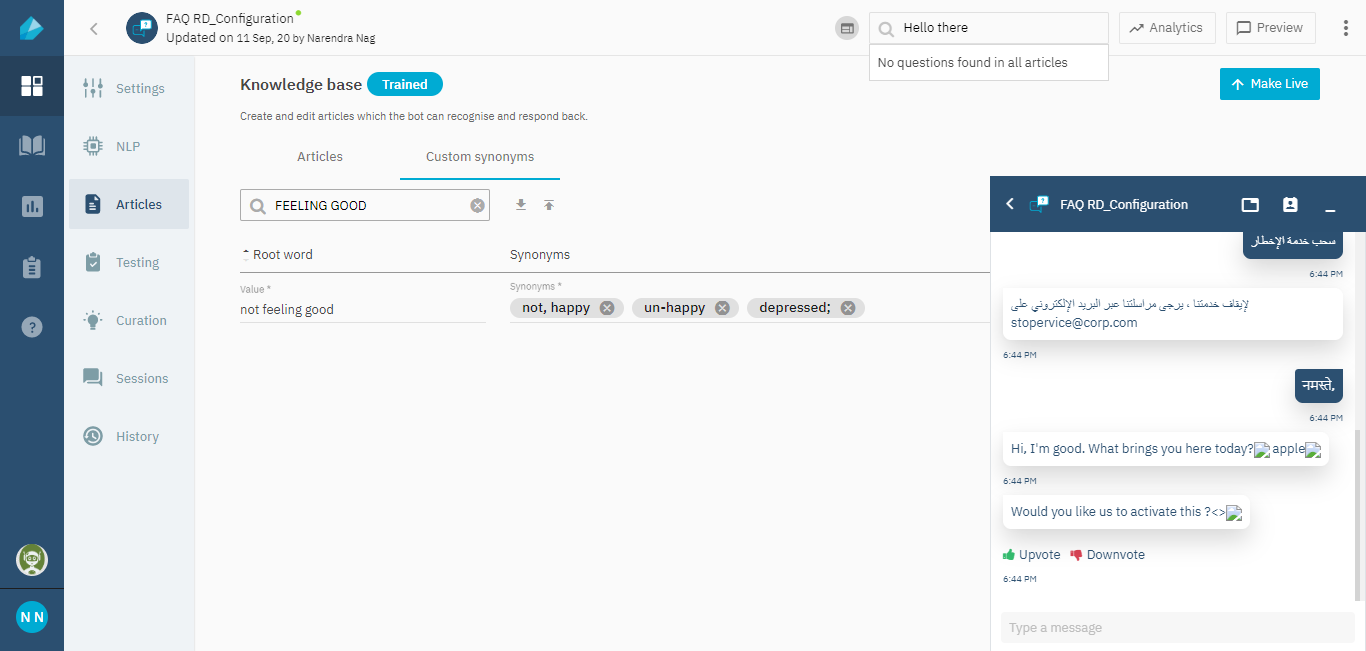 FAQ RD_Configuration
Updated on 11 Sep, 20 by Narendra Nag
Hello there
No questions found in all articles
Analytics
Preview
Settings
NLP
Articles
Testing
Curation
Sessions
History
N N
Knowledge base Trained
Make Live
Create and edit articles which the bot can recognise and respond back.
Articles Custom synonyms
FEELING GOOD
Root word Synonyms
Value *
not feeling good
Synonyms *
not, happy un-happy depressed;
FAQ RD_Configuration
سحب خدمة الإخطار
6:44 PM
لإيقاف خدمتنا ، يرجى مراسلتنا عبر البريد الإلكتروني على
stopervice@corp.com
6:44 PM
नमस्ते,
6:44 PM
Hi, I'm good. What brings you here today? apple
6:44 PM
Would you like us to activate this ?<>
Upvote Downvote
6:44 PM
Type a message